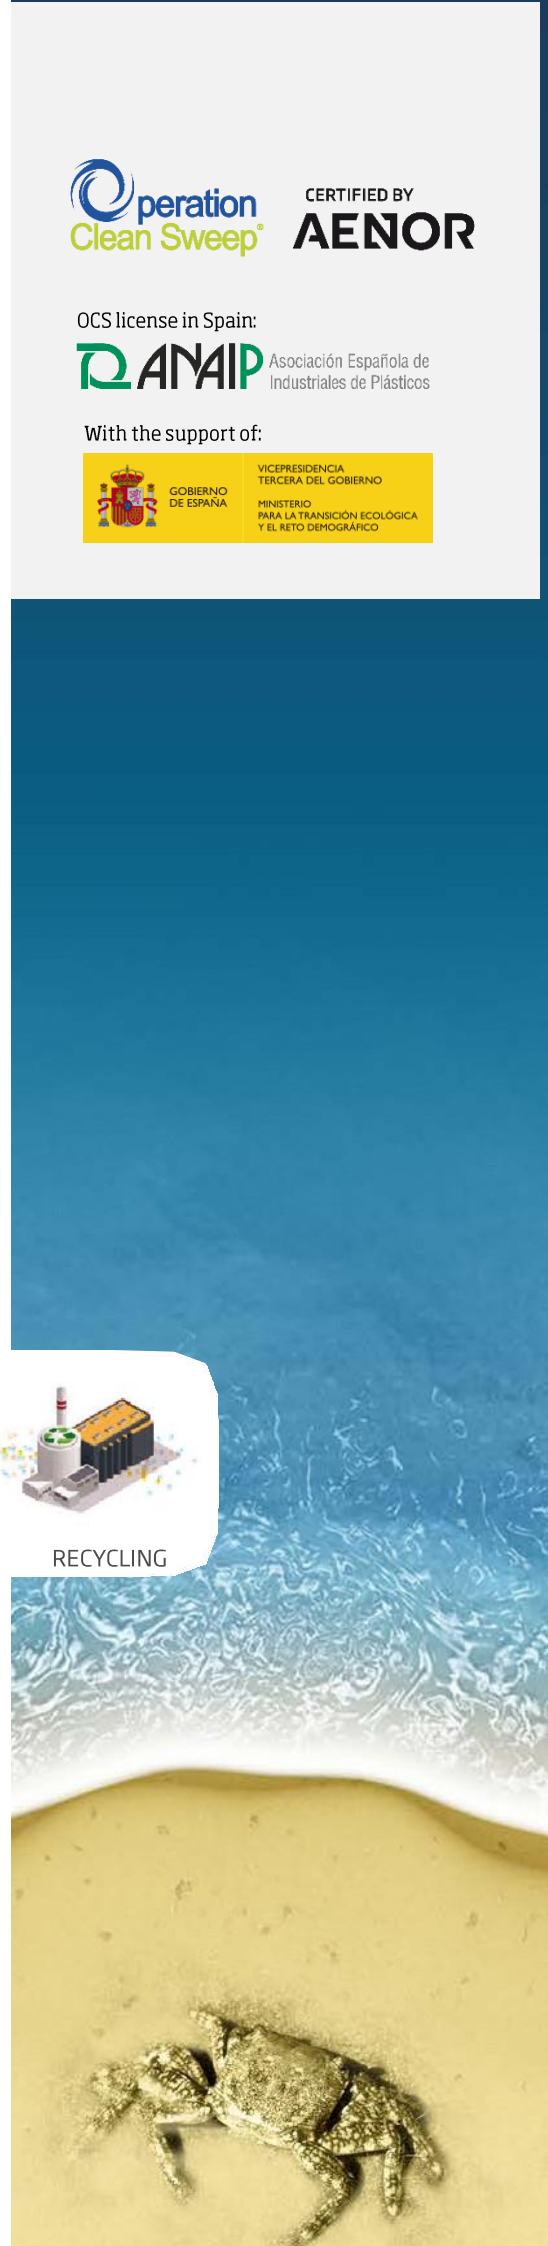 Operation
Clean Sweep®
CERTIFIED BY
AENOR
OCS license in Spain:
ANAIP
Asociación Española de
Industriales de Plásticos
With the support of:
GOBIERNO
DE ESPAÑA
VICEPRESIDENCIA
TERCERA DEL GOBIERNO
MINISTERIO
PARA LA TRANSICIÓN ECOLÓGICA
Y EL RETO DEMOGRÁFICO
RECYCLING